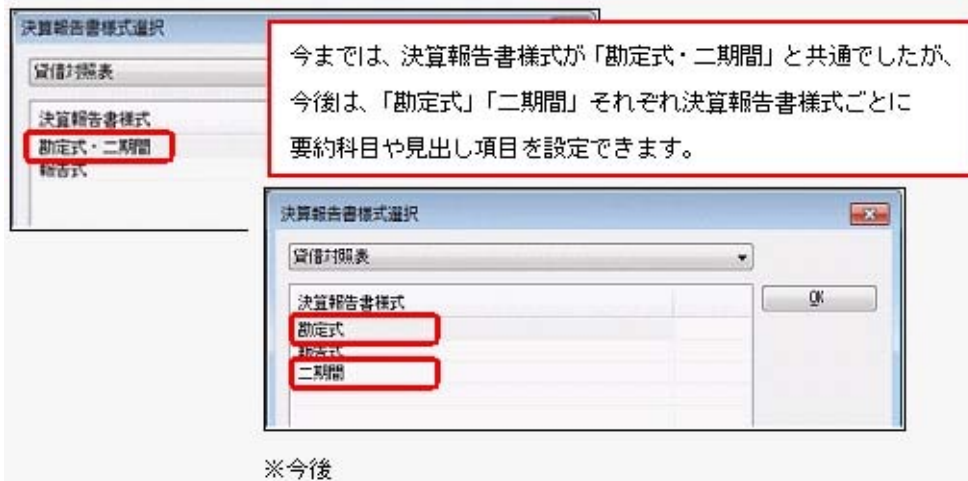 決算報告書様式選択
貸借対照表
決算報告書様式
勘定式・二期間
報告式
今までは、決算報告書様式が「勘定式・二期間」と共通でしたが、
今後は、「勘定式」「二期間」それぞれ決算報告書様式ごとに
要約科目や見出し項目を設定できます。
決算報告書様式選択
貸借対照表
決算報告書様式
OK
勘定式
報告式
二期間
※今後